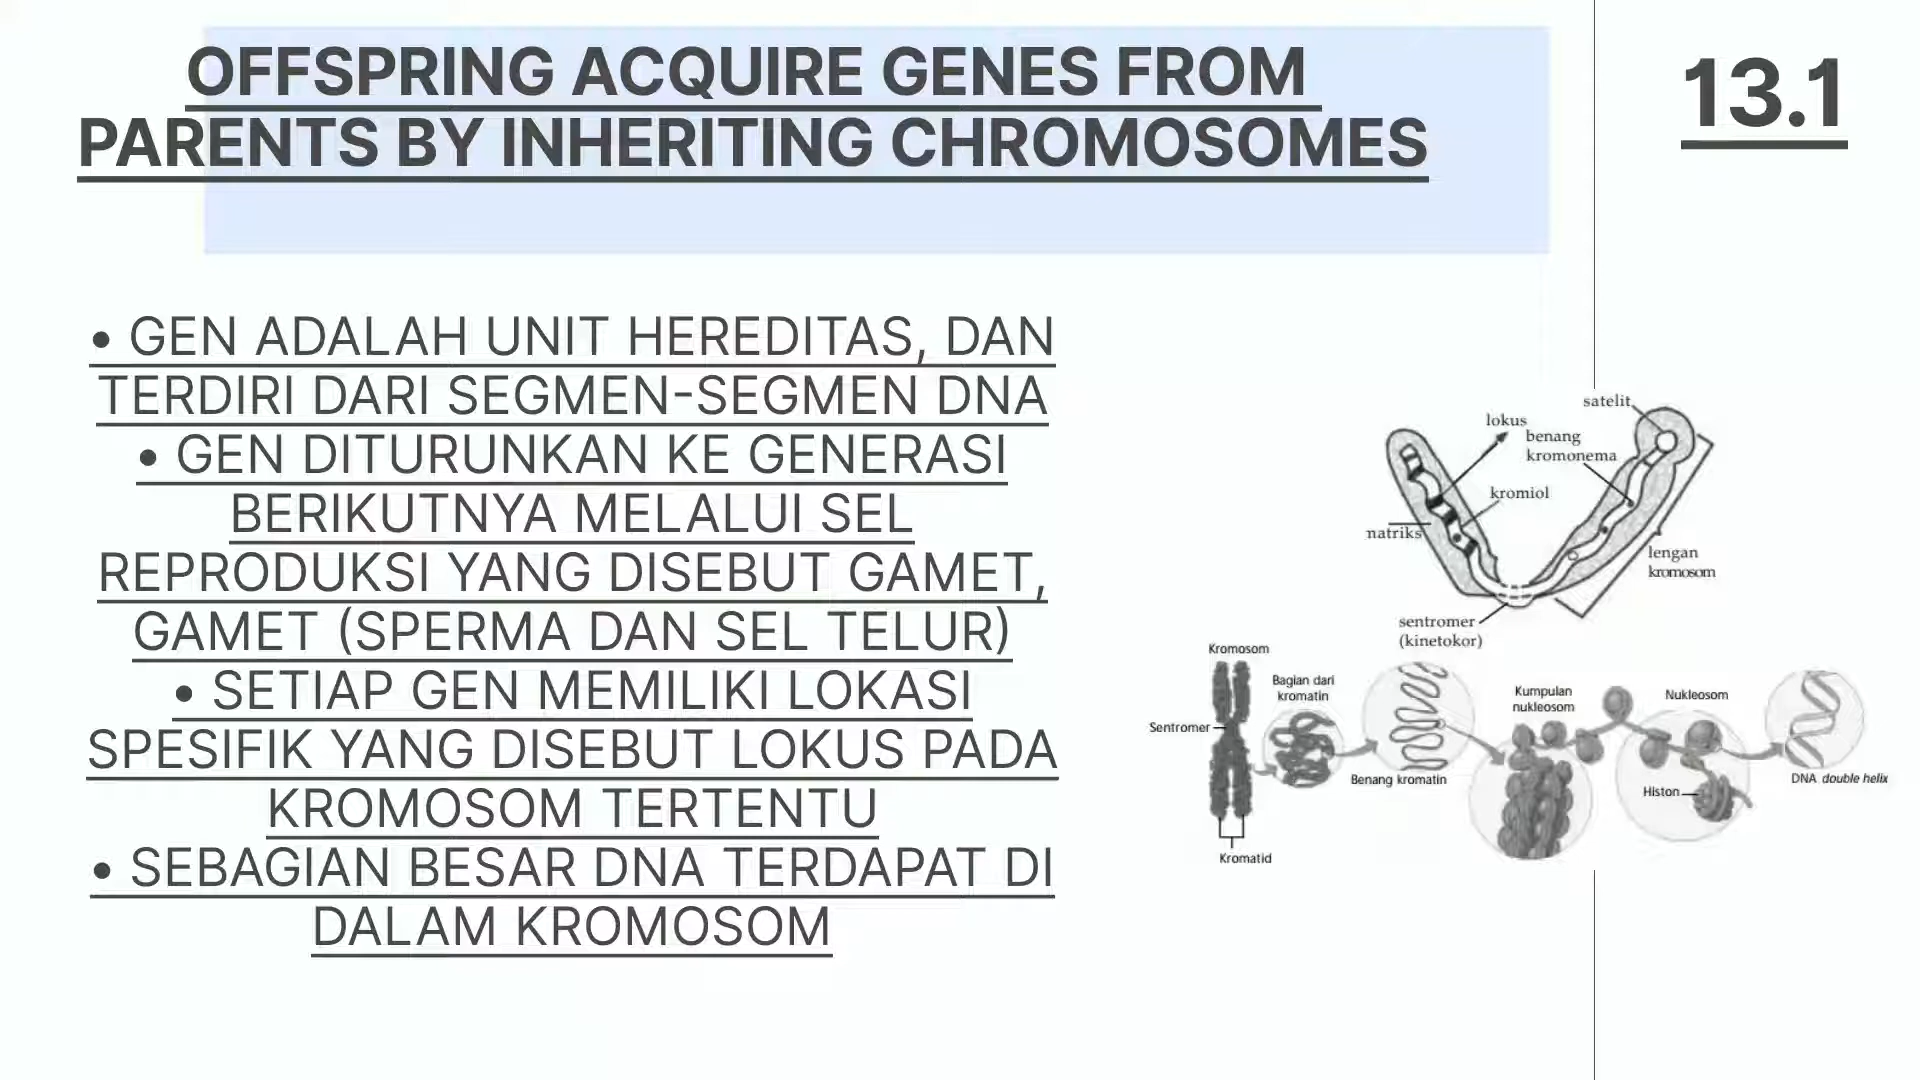 OFFSPRING ACQUIRE GENES FROM
PARENTS BY INHERITING CHROMOSOMES
13.1
• GEN ADALAH UNIT HEREDITAS, DAN
TERDIRI DARI SEGMEN-SEGMEN DNA
• GEN DITURUNKAN KE GENERASI
BERIKUTNYA MELALUI SEL
REPRODUKSI YANG DISEBUT GAMET,
GAMET (SPERMA DAN SEL TELUR)
• SETIAP GEN MEMILIKI LOKASI
SPESIFIK YANG DISEBUT LOKUS PADA
KROMOSOM TERTENTU
• SEBAGIAN BESAR DNA TERDAPAT DI
DALAM KROMOSOM
satelit
lokus
benang
kromonema
kromiol
natriks
lengan
kromosom
sentromer
(kinetokor)
Kromosom
Bagian dari
kromatin
Sentromer
Benang kromatin
Kumpulan
nukleosom
Nukleosom
Histon
DNA double helix
Kromatid